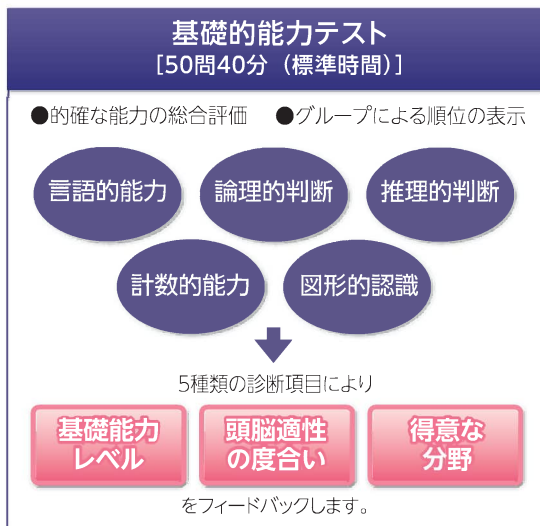 基礎的能力テスト
[50問40分（標準時間）]
●的確な能力の総合評価　●グループによる順位の表示
言語的能力　論理的判断　推理的判断
計数的能力　図形的認識
5種類の診断項目により
基礎能力
レベル
頭脳適性
の度合い
得意な
分野
をフィードバックします。